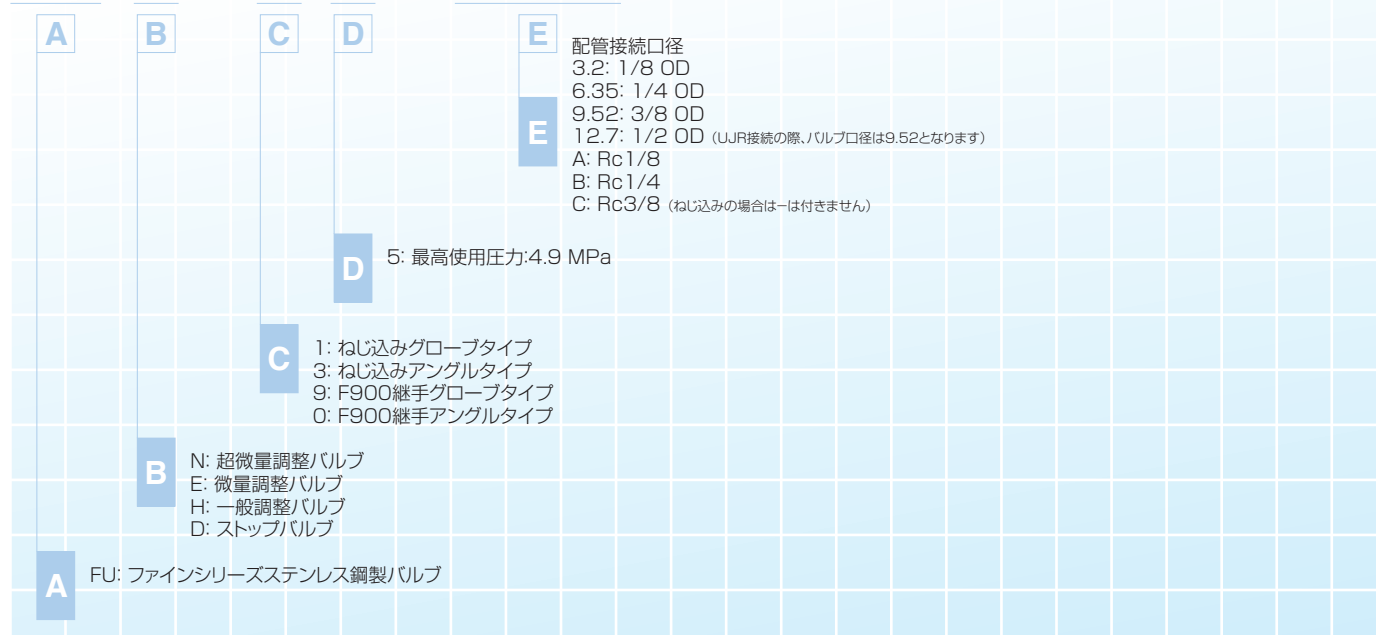 A B C D E
配管接続口径
3.2: 1/8 OD
6.35: 1/4 OD
9.52: 3/8 OD
E
12.7: 1/2 OD (UJR接続の際、バルブ口径は9.52となります)
A: Rc1/8
B: Rc1/4
C: Rc3/8 (ねじ込みの場合は−は付きません)
D 5: 最高使用圧力:4.9 MPa
C
1: ねじ込みグローブタイプ
3: ねじ込みアングルタイプ
9: F900継手グローブタイプ
0: F900継手アングルタイプ
B
N: 超微量調整バルブ
E: 微量調整バルブ
H: 一般調整バルブ
D: ストップバルブ
A FU: ファインシリーズステンレス鋼製バルブ